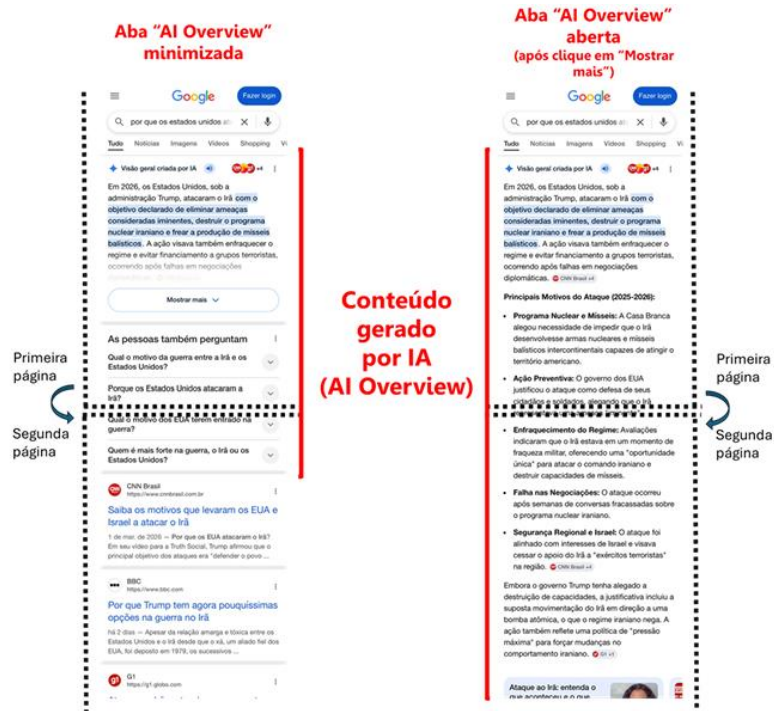 Aba “AI Overview”
minimizada
Google
Fazer login
por que os estados unidos
Tudo Notícias Imagens Vídeos Shopping
Visão geral criada por IA
+4
Em 2026, os Estados Unidos, sob a
administração Trump, atacaram o Irã com o
objetivo declarado de eliminar ameaças
consideradas iminentes, destruir o programa
nuclear iraniano e frear a produção de mísseis
balísticos. A ação visava também enfraquecer o
regime e evitar financiamento a grupos terroristas,
ocorrendo após falhas em negociações
Mostrar mais
As pessoas também perguntam
Qual o motivo da guerra entre a Irã e os
Estados Unidos?
Porque os Estados Unidos atacaram a
Irã?
Qual o motivo dos EUA terem entrado na
guerra?
Quem é mais forte na guerra, o Irã ou os
Estados Unidos?
CNN Brasil
https://www.cnnbrasil.com.br
Saiba os motivos que levaram os EUA e
Israel a atacar o Irã
1 de mar. de 2026 — Por que os EUA atacaram o Irã?
Em seu vídeo para a Truth Social, Trump afirmou que o
principal objetivo dos ataques era "defender o povo ...
BBC
https://www.bbc.com
Por que Trump tem agora pouquíssimas
opções na guerra no Irã
há 2 dias — Apesar da relação amarga e tóxica entre os
Estados Unidos e o Irã desde que o xá, um aliado fiel dos
EUA, foi deposto em 1979, os sucessivos ...
G1
https://g1.globo.com
Primeira
página
Segunda
página
Conteúdo
gerado
por IA
(AI Overview)
Aba “AI Overview”
aberta
(após clique em “Mostrar
mais”)
Google
Fazer login
por que os estados unidos
Tudo Notícias Imagens Vídeos Shopping
Visão geral criada por IA
+4
Em 2026, os Estados Unidos, sob a
administração Trump, atacaram o Irã com o
objetivo declarado de eliminar ameaças
consideradas iminentes, destruir o programa
nuclear iraniano e frear a produção de mísseis
balísticos. A ação visava também enfraquecer o
regime e evitar financiamento a grupos terroristas,
ocorrendo após falhas em negociações
diplomáticas. CNN Brasil +4
Principais Motivos do Ataque (2025-2026):
Programa Nuclear e Mísseis: A Casa Branca
alegou necessidade de impedir que o Irã
desenvolvesse armas nucleares e mísseis
balísticos intercontinentais capazes de atingir o
território americano.
Ação Preventiva: O governo dos EUA
justificou o ataque como defesa de seus
cidadãos e soldados, alegando que o Irã
Enfraquecimento do Regime: Avaliações
indicaram que o Irã estava em um momento de
fraqueza militar, oferecendo uma "oportunidade
única" para atacar o comando iraniano e
destruir capacidades de mísseis.
Falha nas Negociações: O ataque ocorreu
após semanas de conversas fracassadas sobre
o programa nuclear iraniano.
Segurança Regional e Israel: O ataque foi
alinhado com interesses de Israel e visava
cessar o apoio do Irã a "exércitos terroristas"
na região. CNN Brasil +4
Embora o governo Trump tenha alegado a
destruição de capacidades, a justificativa incluiu a
suposta movimentação do Irã em direção a uma
bomba atômica, o que o regime iraniano nega. A
ação também reflete uma política de "pressão
máxima" para forçar mudanças no
comportamento iraniano. G1 +1
Ataque ao Irã: entenda o
que aconteceu e o que
Primeira
página
Segunda
página